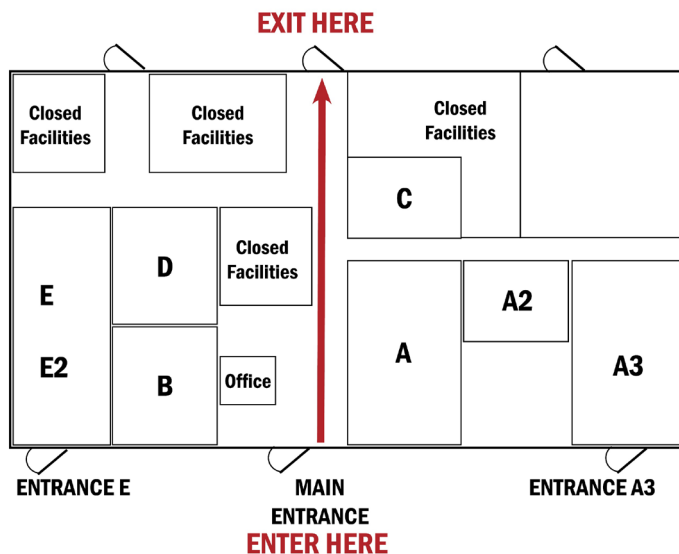 EXIT HERE
Closed
Facilities
Closed
Facilities
Closed
Facilities
C
D
Closed
Facilities
E
E2
A2
A
A3
B
Office
ENTRANCE E
MAIN
ENTRANCE
ENTRANCE A3
ENTER HERE